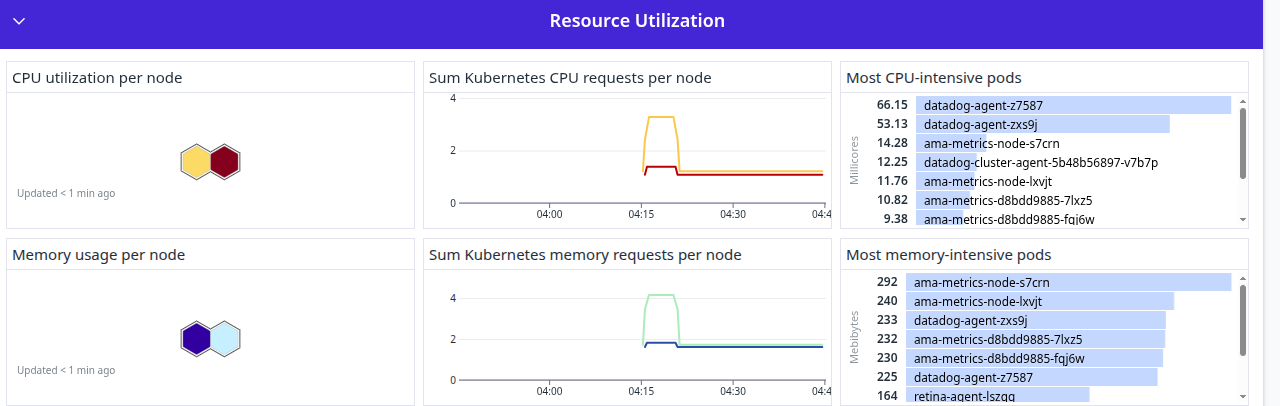 Resource Utilization
CPU utilization per node
Updated < 1 min ago
Sum Kubernetes CPU requests per node
4
2
0
04:00
04:15
04:30
04:4
Most CPU-intensive pods
Millicores
66.15 datadog-agent-z7587
53.13 datadog-agent-zxs9j
14.28 ama-metrics-node-s7crn
12.25 datadog-cluster-agent-5b48b56897-v7b7p
11.76 ama-metrics-node-lxvjt
10.82 ama-metrics-d8bdd9885-7lxz5
9.38 ama-metrics-d8bdd9885-fqj6w
Memory usage per node
Updated < 1 min ago
Sum Kubernetes memory requests per node
4
2
0
04:00
04:15
04:30
04:4
Most memory-intensive pods
Mebibytes
292 ama-metrics-node-s7crn
240 ama-metrics-node-lxvjt
233 datadog-agent-zxs9j
232 ama-metrics-d8bdd9885-7lxz5
230 ama-metrics-d8bdd9885-fqj6w
225 datadog-agent-z7587
164 retina-agent-lszgq